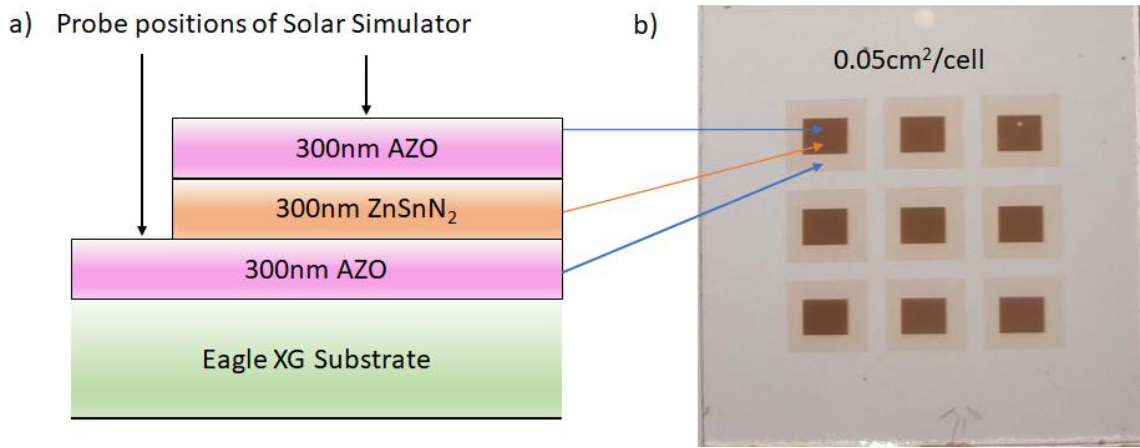 a) Probe positions of Solar Simulator
300nm AZO
300nm ZnSnN₂
300nm AZO
Eagle XG Substrate
b)
0.05cm²/cell